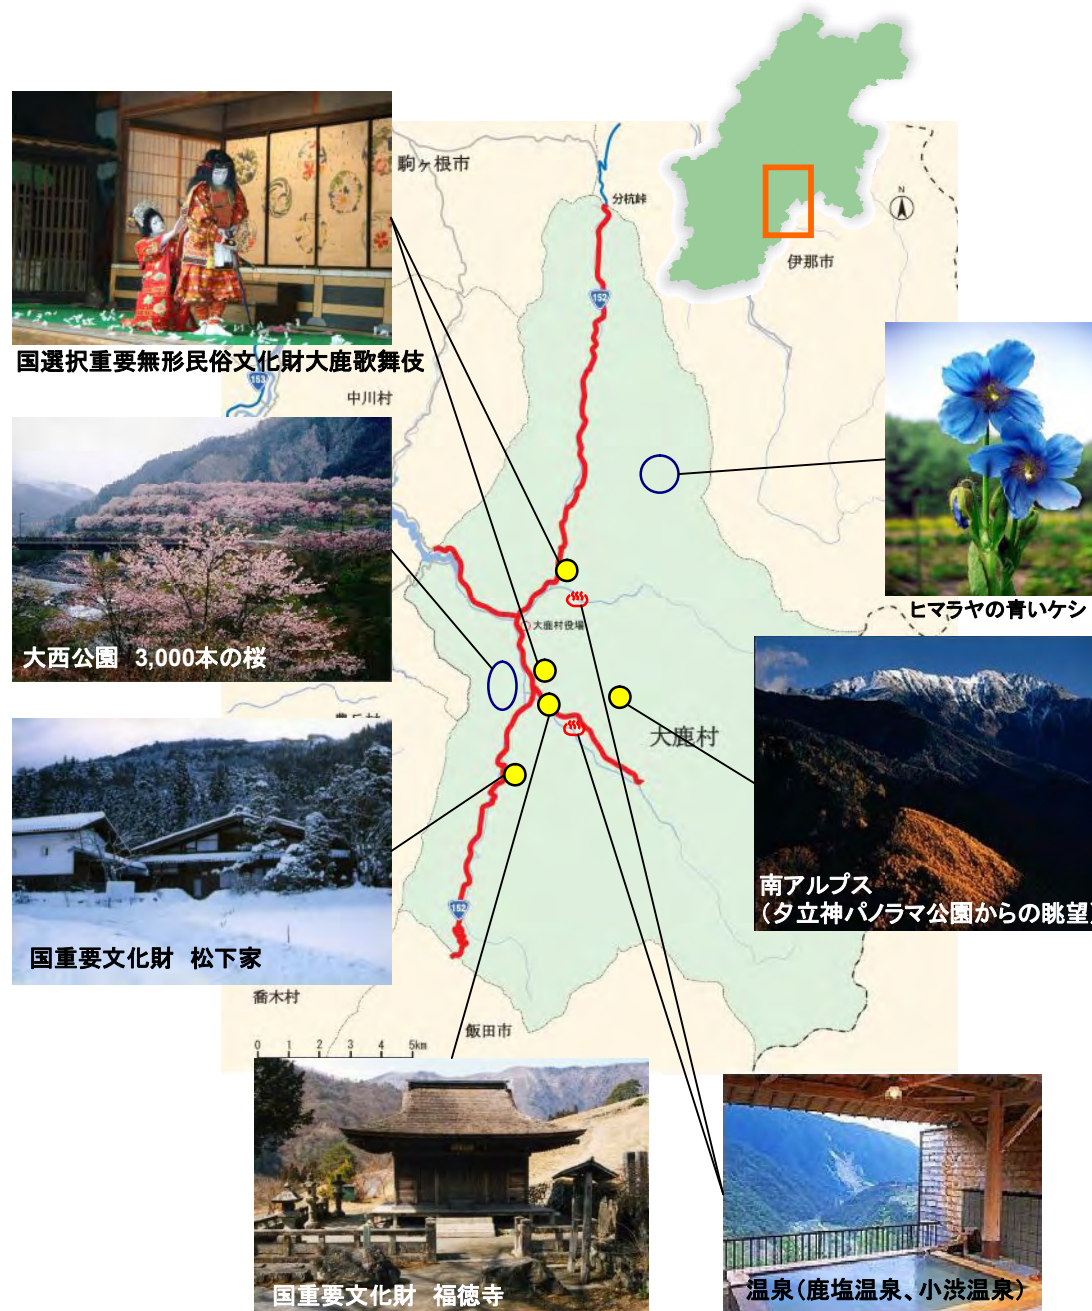 駒ヶ根市
分杭峠
N
伊那市
152
国選択重要無形民俗文化財大鹿歌舞伎
153
中川村
ヒマラヤの青いケシ
大鹿村役場
大西公園 3,000本の桜
大鹿村
南アルプス
(夕立神パノラマ公園からの眺望)
152
国重要文化財 松下家
喬木村
飯田市
0 1 2 3 4 5km
国重要文化財 福徳寺
温泉(鹿塩温泉、小渋温泉)